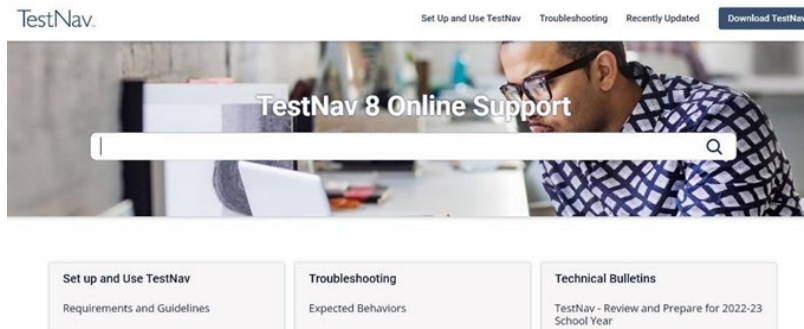 TestNav
Set Up and Use TestNav Troubleshooting Recently Updated Download TestNav
TestNav 8 Online Support
Set up and Use TestNav
Requirements and Guidelines
Troubleshooting
Expected Behaviors
Technical Bulletins
TestNav - Review and Prepare for 2022-23
School Year